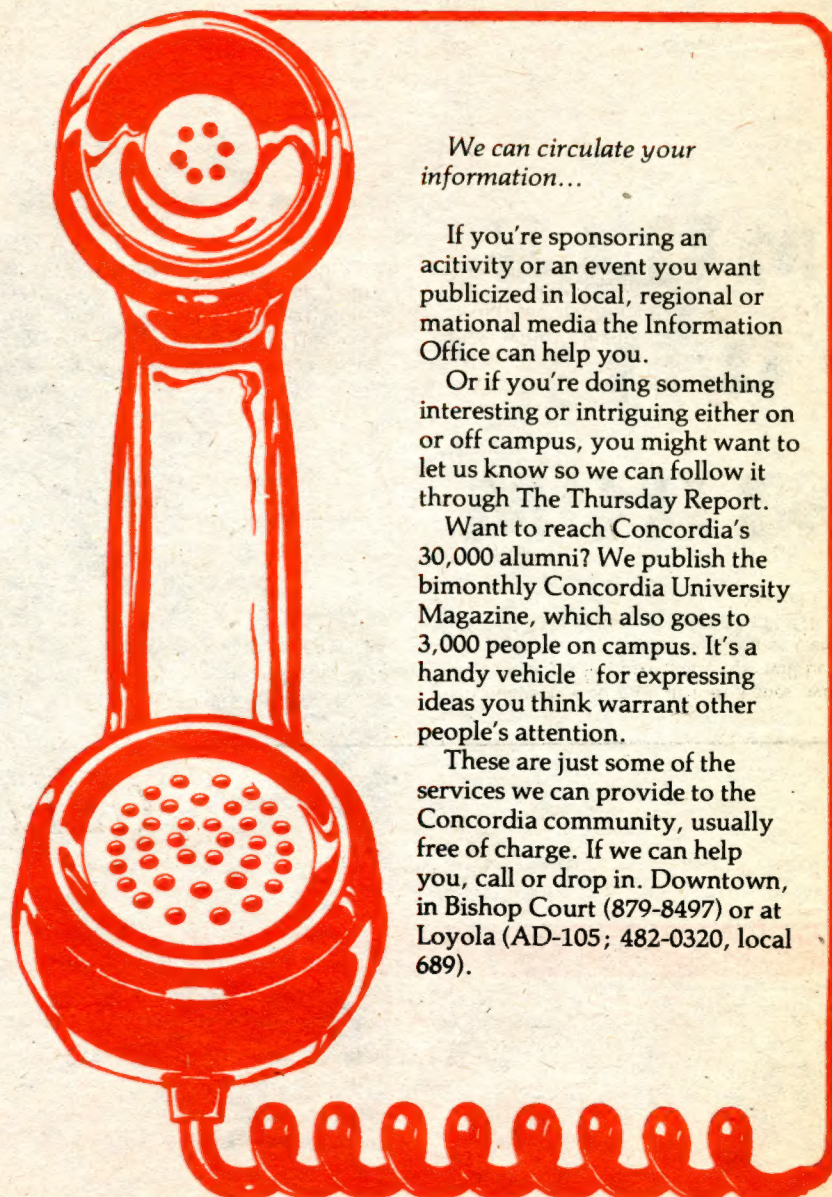 We can circulate your
information...
If you're sponsoring an
acitivity or an event you want
publicized in local, regional or
mational media the Information
Office can help you.
Or if you're doing something
interesting or intriguing either on
or off campus, you might want to
let us know so we can follow it
through The Thursday Report.
Want to reach Concordia's
30,000 alumni? We publish the
bimonthly Concordia University
Magazine, which also goes to
3,000 people on campus. It's a
handy vehicle for expressing
ideas you think warrant other
people's attention.
These are just some of the
services we can provide to the
Concordia community, usually
free of charge. If we can help
you, call or drop in. Downtown,
in Bishop Court (879-8497) or at
Loyola (AD-105; 482-0320, local
689).